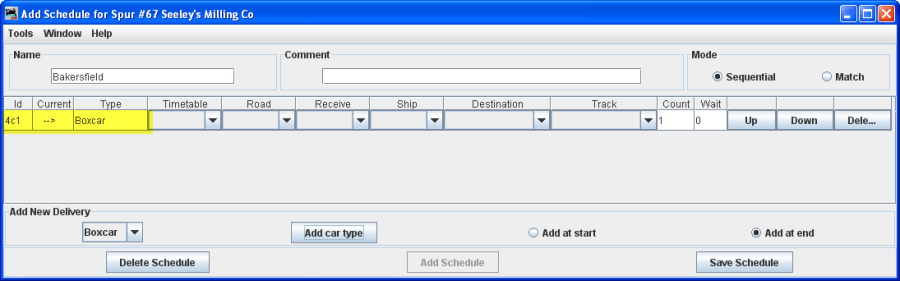 Add Schedule for Spur #67 Seeley's Milling Co
Tools Window Help
Name Comment Mode
Bakersfield Sequential Match
Id Current Type Timetable Road Receive Ship Destination Track Count Wait
4c1 --> Boxcar 1 0 Up Down Dele...
Add New Delivery
Boxcar Add car type Add at start Add at end
Delete Schedule Add Schedule Save Schedule